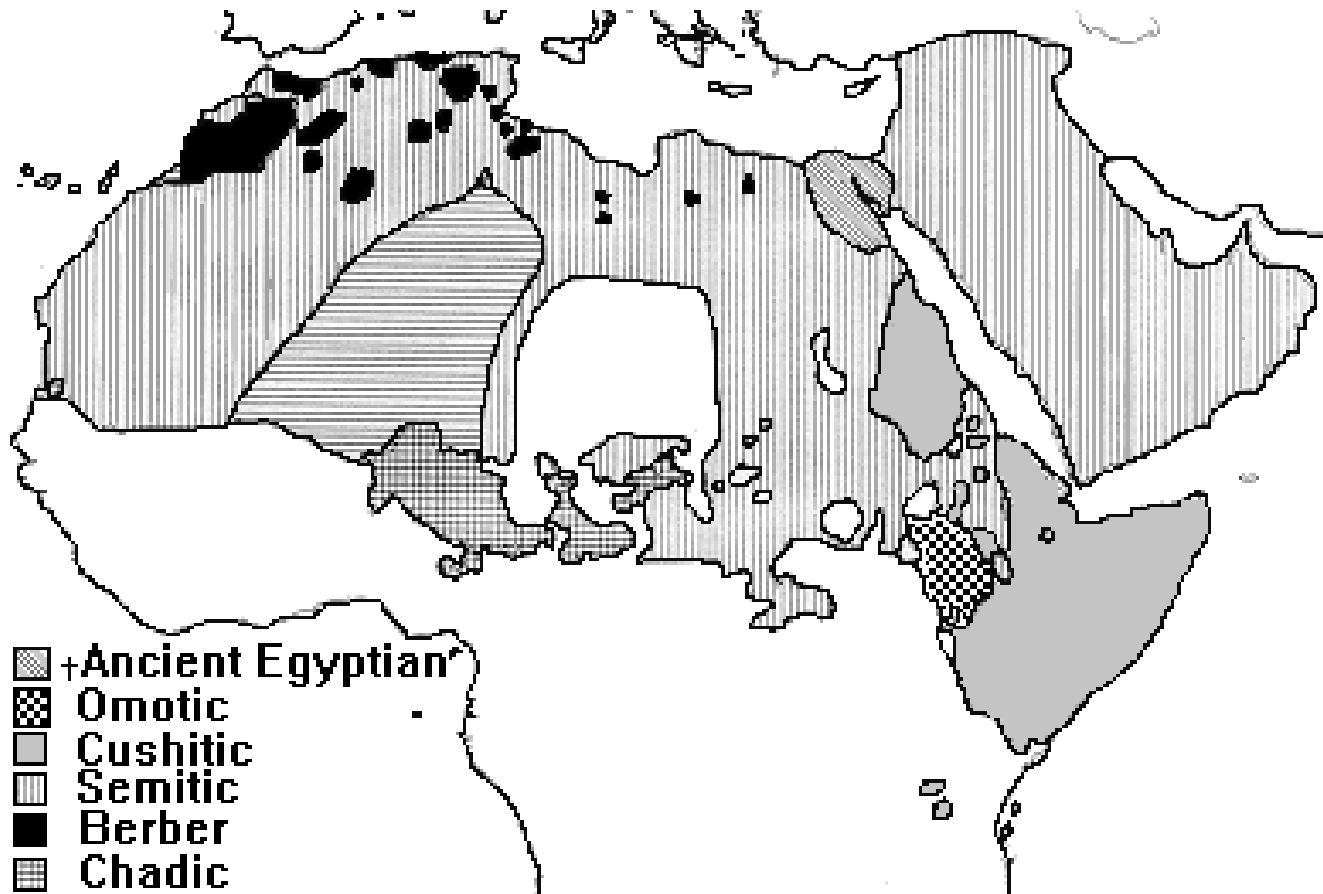 †Ancient Egyptian
Omotic
Cushitic
Semitic
Berber
Chadic